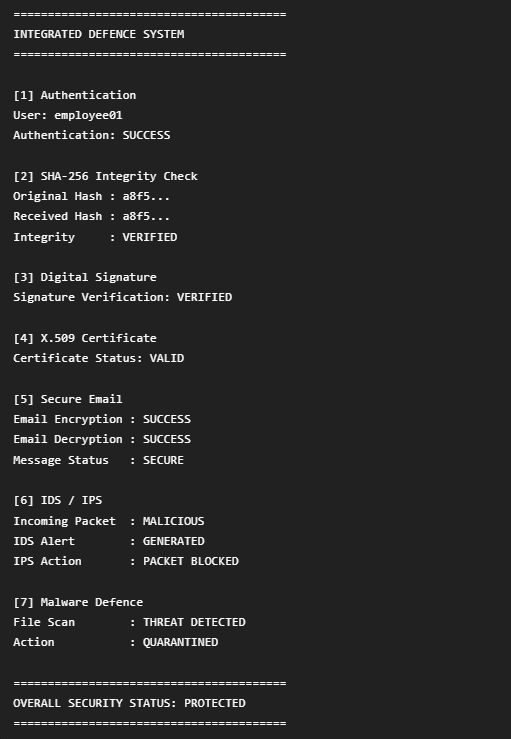 ========================================
INTEGRATED DEFENCE SYSTEM
========================================
[1] Authentication
User: employee01
Authentication: SUCCESS
[2] SHA-256 Integrity Check
Original Hash : a8f5...
Received Hash : a8f5...
Integrity     : VERIFIED
[3] Digital Signature
Signature Verification: VERIFIED
[4] X.509 Certificate
Certificate Status: VALID
[5] Secure Email
Email Encryption : SUCCESS
Email Decryption : SUCCESS
Message Status   : SECURE
[6] IDS / IPS
Incoming Packet  : MALICIOUS
IDS Alert        : GENERATED
IPS Action       : PACKET BLOCKED
[7] Malware Defence
File Scan        : THREAT DETECTED
Action           : QUARANTINED
========================================
OVERALL SECURITY STATUS: PROTECTED
========================================